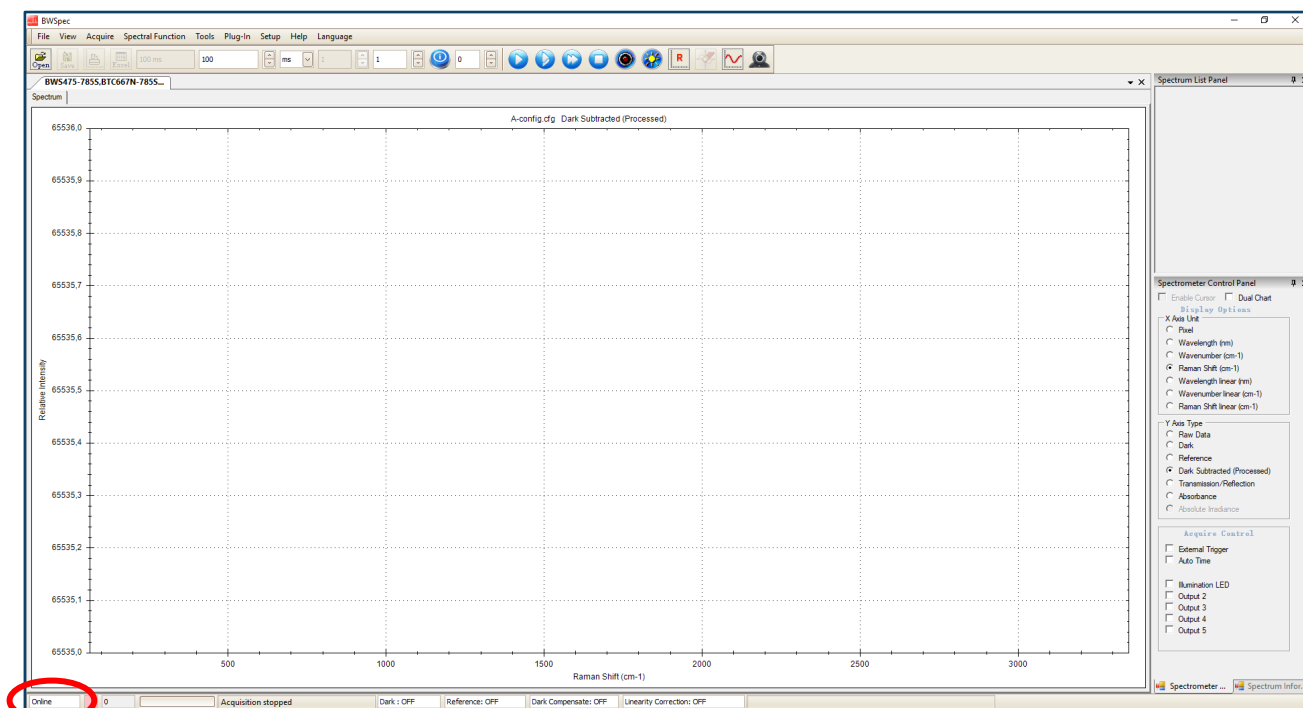 BWSpec
File View Acquire Spectral Function Tools Plug-In Setup Help Language
Open Save Excel 100 ms 100 ms 1 1 0 R
BWS475-785S,BTC667N-785S...
Spectrum
A-config.cfg Dark Subtracted (Processed)
65536,0
65535,9
65535,8
65535,7
65535,6
65535,5
65535,4
65535,3
65535,2
65535,1
65535,0
Relative Intensity
500 1000 1500 2000 2500 3000
Raman Shift (cm-1)
Spectrum List Panel
Spectrometer Control Panel
Enable Cursor Dual Chart
Display Options
X Axis Unit
Pixel
Wavelength (nm)
Wavenumber (cm-1)
Raman Shift (cm-1)
Wavelength linear (nm)
Wavenumber linear (cm-1)
Raman Shift linear (cm-1)
Y Axis Type
Raw Data
Dark
Reference
Dark Subtracted (Processed)
Transmission/Reflection
Absorbance
Absolute Irradiance
Acquire Control
External Trigger
Auto Time
Illumination LED
Output 2
Output 3
Output 4
Output 5
Spectrometer ... Spectrum Infor.
Online 0 Acquisition stopped Dark : OFF Reference: OFF Dark Compensate: OFF Linearity Correction: OFF